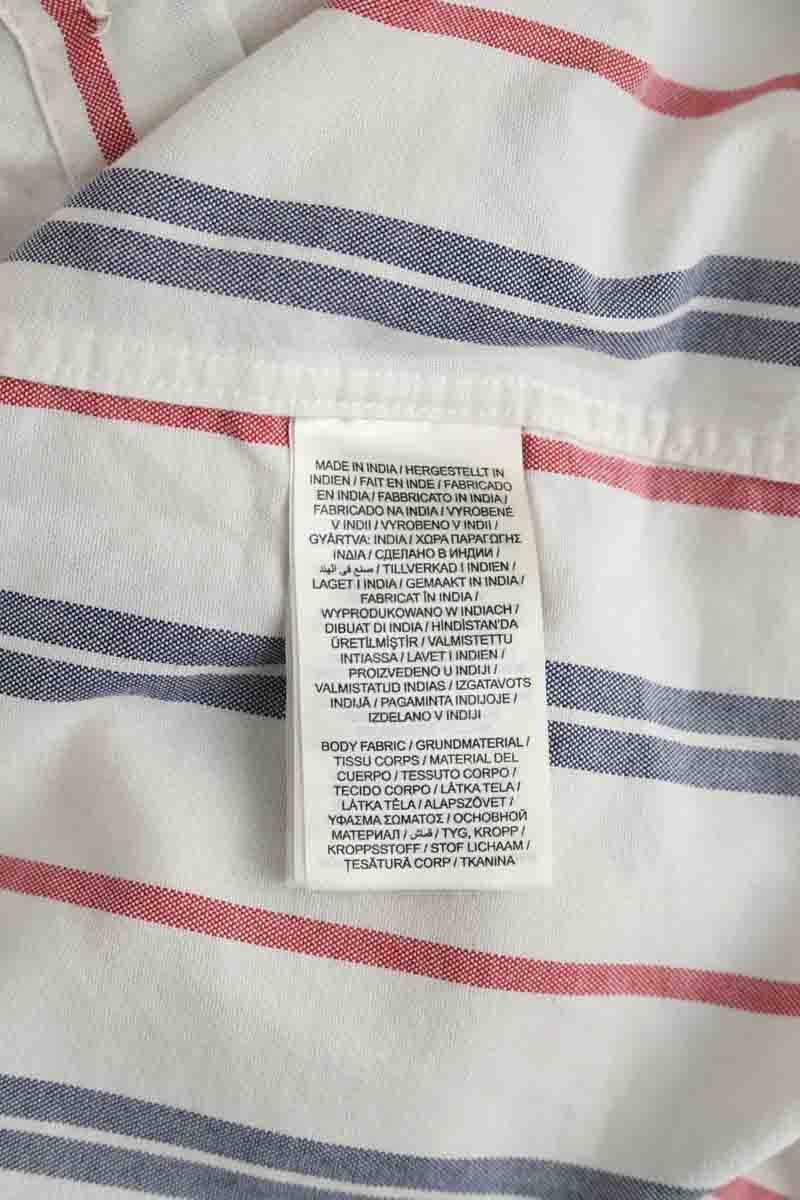 MADE IN INDIA / HERGESTELLT IN
INDIEN / FAIT EN INDE / FABRICADO
EN INDIA / FABBRICATO IN INDIA /
FABRICADO NA INDIA / VYROBENÉ
V INDII / VYROBENO V INDII /
GYÁRTVA: INDIA / ΧΩΡΑ ΠΑΡΑΓΩΓΗΣ
ΙΝΔΙΑ / СДЕЛАНО В ИНДИИ /
صنع في الهند / TILLVERKAD I INDIEN /
LAGET I INDIA / GEMAAKT IN INDIA /
FABRICAT ÎN INDIA /
WYPRODUKOWANO W INDIACH /
DIBUAT DI INDIA / HİNDİSTAN'DA
ÜRETİLMİŞTİR / VALMISTETTU
INTIASSA / LAVET I INDIEN /
PROIZVEDENO U INDIJI /
VALMISTATUD INDIAS / IZGATAVOTS
INDIJĀ / PAGAMINTA INDIJOJE /
IZDELANO V INDIJI
BODY FABRIC / GRUNDMATERIAL /
TISSU CORPS / MATERIAL DEL
CUERPO / TESSUTO CORPO /
TECIDO CORPO / LÁTKA TELA /
LÁTKA TĚLA / ALAPSZÖVET /
ΥΦΑΣΜΑ ΣΩΜΑΤΟΣ / ОСНОВНОЙ
МАТЕРИАЛ / قماش / TYG, KROPP /
KROPPSSTOFF / STOF LICHAAM /
ȚESĂTURĂ CORP / TKANINA